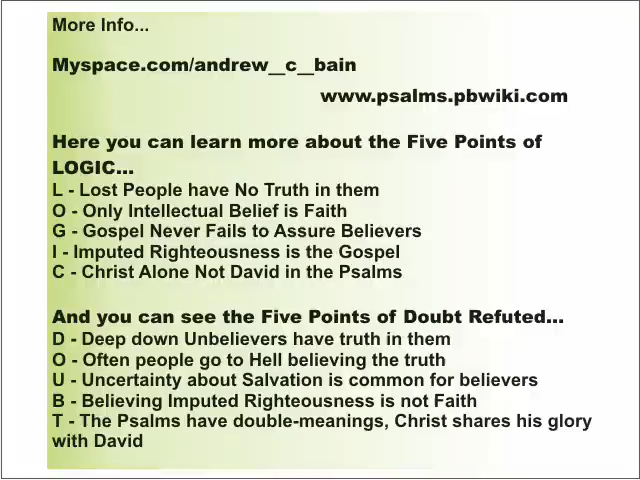 More Info...
Myspace.com/andrew__c__bain
www.psalms.pbwiki.com
Here you can learn more about the Five Points of
LOGIC...
L - Lost People have No Truth in them
O - Only Intellectual Belief is Faith
G - Gospel Never Fails to Assure Believers
I - Imputed Righteousness is the Gospel
C - Christ Alone Not David in the Psalms
And you can see the Five Points of Doubt Refuted...
D - Deep down Unbelievers have truth in them
O - Often people go to Hell believing the truth
U - Uncertainty about Salvation is common for believers
B - Believing Imputed Righteousness is not Faith
T - The Psalms have double-meanings, Christ shares his glory
with David